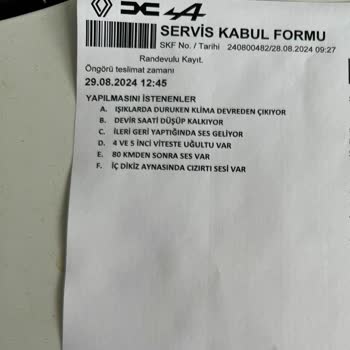 SERVİS KABUL FORMU
SKF No. / Tarihi 240800482/28.08.2024 09:27
Randevulu Kayıt.
Öngörü teslimat zamanı
29.08.2024 12:45
YAPILMASINI İSTENENLER
A. IŞIKLARDA DURUKEN KLİMA DEVREDEN ÇIKIYOR
B. DEVİR SAATİ DÜŞÜP KALKIYOR
C. İLERİ GERİ YAPTIĞINDA SES GELİYOR
D. 4 VE 5 İNCİ VİTESTE UĞULTU VAR
E. 80 KMDEN SONRA SES VAR
F. İÇ DİKİZ AYNASINDA CIZIRTI SESİ VAR